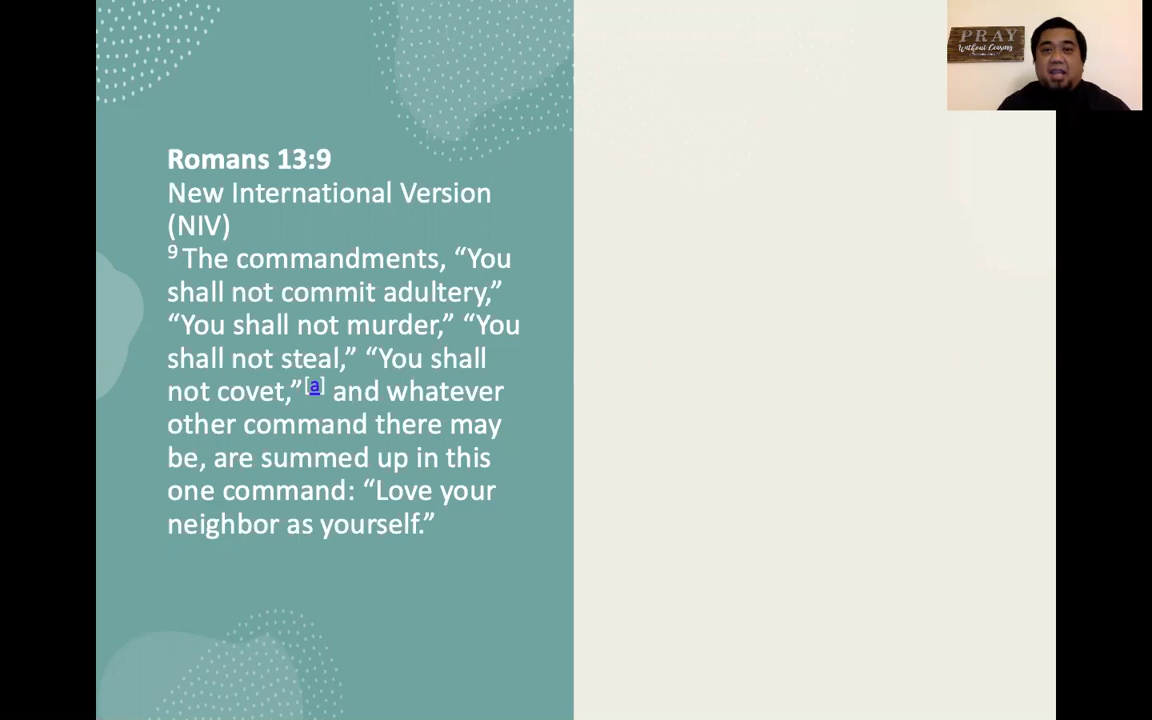 PRAY
Without Ceasing
Romans 13:9
New International Version
(NIV)
9 The commandments, “You
shall not commit adultery,”
“You shall not murder,” “You
shall not steal,” “You shall
not covet,”[a] and whatever
other command there may
be, are summed up in this
one command: “Love your
neighbor as yourself.”